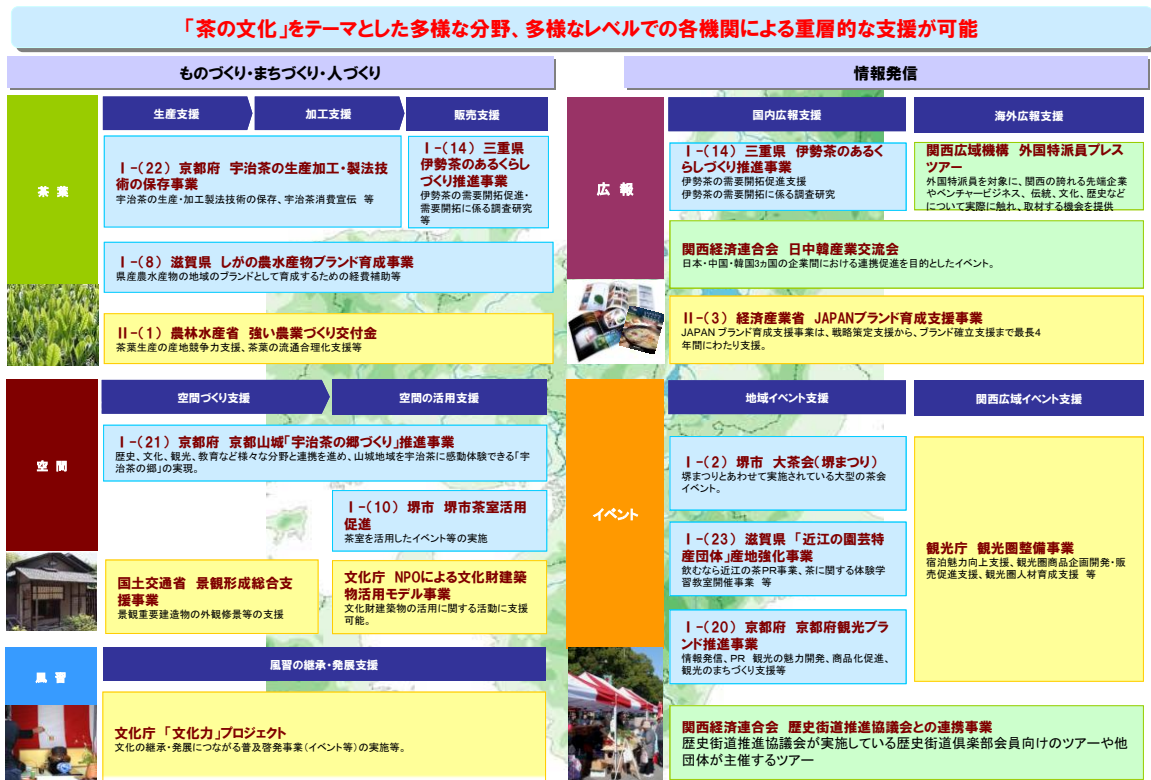 「茶の文化」をテーマとした多様な分野、多様なレベルでの各機関による重層的な支援が可能
ものづくり・まちづくり・人づくり
茶 葉
生産支援
加工支援
販売支援
Ⅰ-(22) 京都府 宇治茶の生産加工・製法技
術の保存事業
宇治茶の生産・加工製法技術の保存、宇治茶消費宣伝 等
Ⅰ-(14) 三重県
伊勢茶のあるくらし
づくり推進事業
伊勢茶の需要開拓促進・
需要開拓に係る調査研究
等
Ⅰ-(8) 滋賀県 しがの農水産物ブランド育成事業
県産農水産物の地域のブランドとして育成するための経費補助等
Ⅱ-(1) 農林水産省 強い農業づくり交付金
茶葉生産の産地競争力支援、茶葉の流通合理化支援等
空 間
空間づくり支援
空間の活用支援
Ⅰ-(21) 京都府 京都山城「宇治茶の郷づくり」推進事業
歴史、文化、観光、教育など様々な分野と連携を進め、山城地域を宇治茶に感動体験できる「宇
治茶の郷」の実現。
Ⅰ-(10) 堺市 堺市茶室活用
促進
茶室を活用したイベント等の実施
国土交通省 景観形成総合支
援事業
景観重要建造物の外観修景等の支援
文化庁 NPOによる文化財建築
物活用モデル事業
文化財建築物の活用に関する活動に支援
可能。
風 習
風習の継承・発展支援
文化庁 「文化力」プロジェクト
文化の継承・発展につながる普及啓発事業(イベント等)の実施等。
情報発信
広 報
国内広報支援
海外広報支援
Ⅰ-(14) 三重県 伊勢茶のあるく
らしづくり推進事業
伊勢茶の需要開拓促進支援
伊勢茶の需要開拓に係る調査研究
関西広域機構 外国特派員プレス
ツアー
外国特派員を対象に、関西の誇れる先端企業
やベンチャービジネス、伝統、文化、歴史など
について実際に触れ、取材する機会を提供
関西経済連合会 日中韓産業交流会
日本・中国・韓国3ヵ国の企業間における連携促進を目的としたイベント。
Ⅱ-(3) 経済産業省 JAPANブランド育成支援事業
JAPAN ブランド育成支援事業は、戦略策定支援から、ブランド確立支援まで最長4
年間にわたり支援。
イベント
地域イベント支援
関西広域イベント支援
Ⅰ-(2) 堺市 大茶会(堺まつり)
堺まつりとあわせて実施されている大型の茶会
イベント。
Ⅰ-(23) 滋賀県 「近江の園芸特
産団体」産地強化事業
飲むなら近江の茶PR事業、茶に関する体験学
習教室開催事業 等
Ⅰ-(20) 京都府 京都府観光ブラ
ンド推進事業
情報発信、PR 観光の魅力開発、商品化促進、
観光のまちづくり支援等
観光庁 観光圏整備事業
宿泊魅力向上支援、観光圏商品企画開発・販
売促進支援、観光圏人材育成支援 等
関西経済連合会 歴史街道推進協議会との連携事業
歴史街道推進協議会が実施している歴史街道倶楽部会員向けのツアーや他
団体が主催するツアー